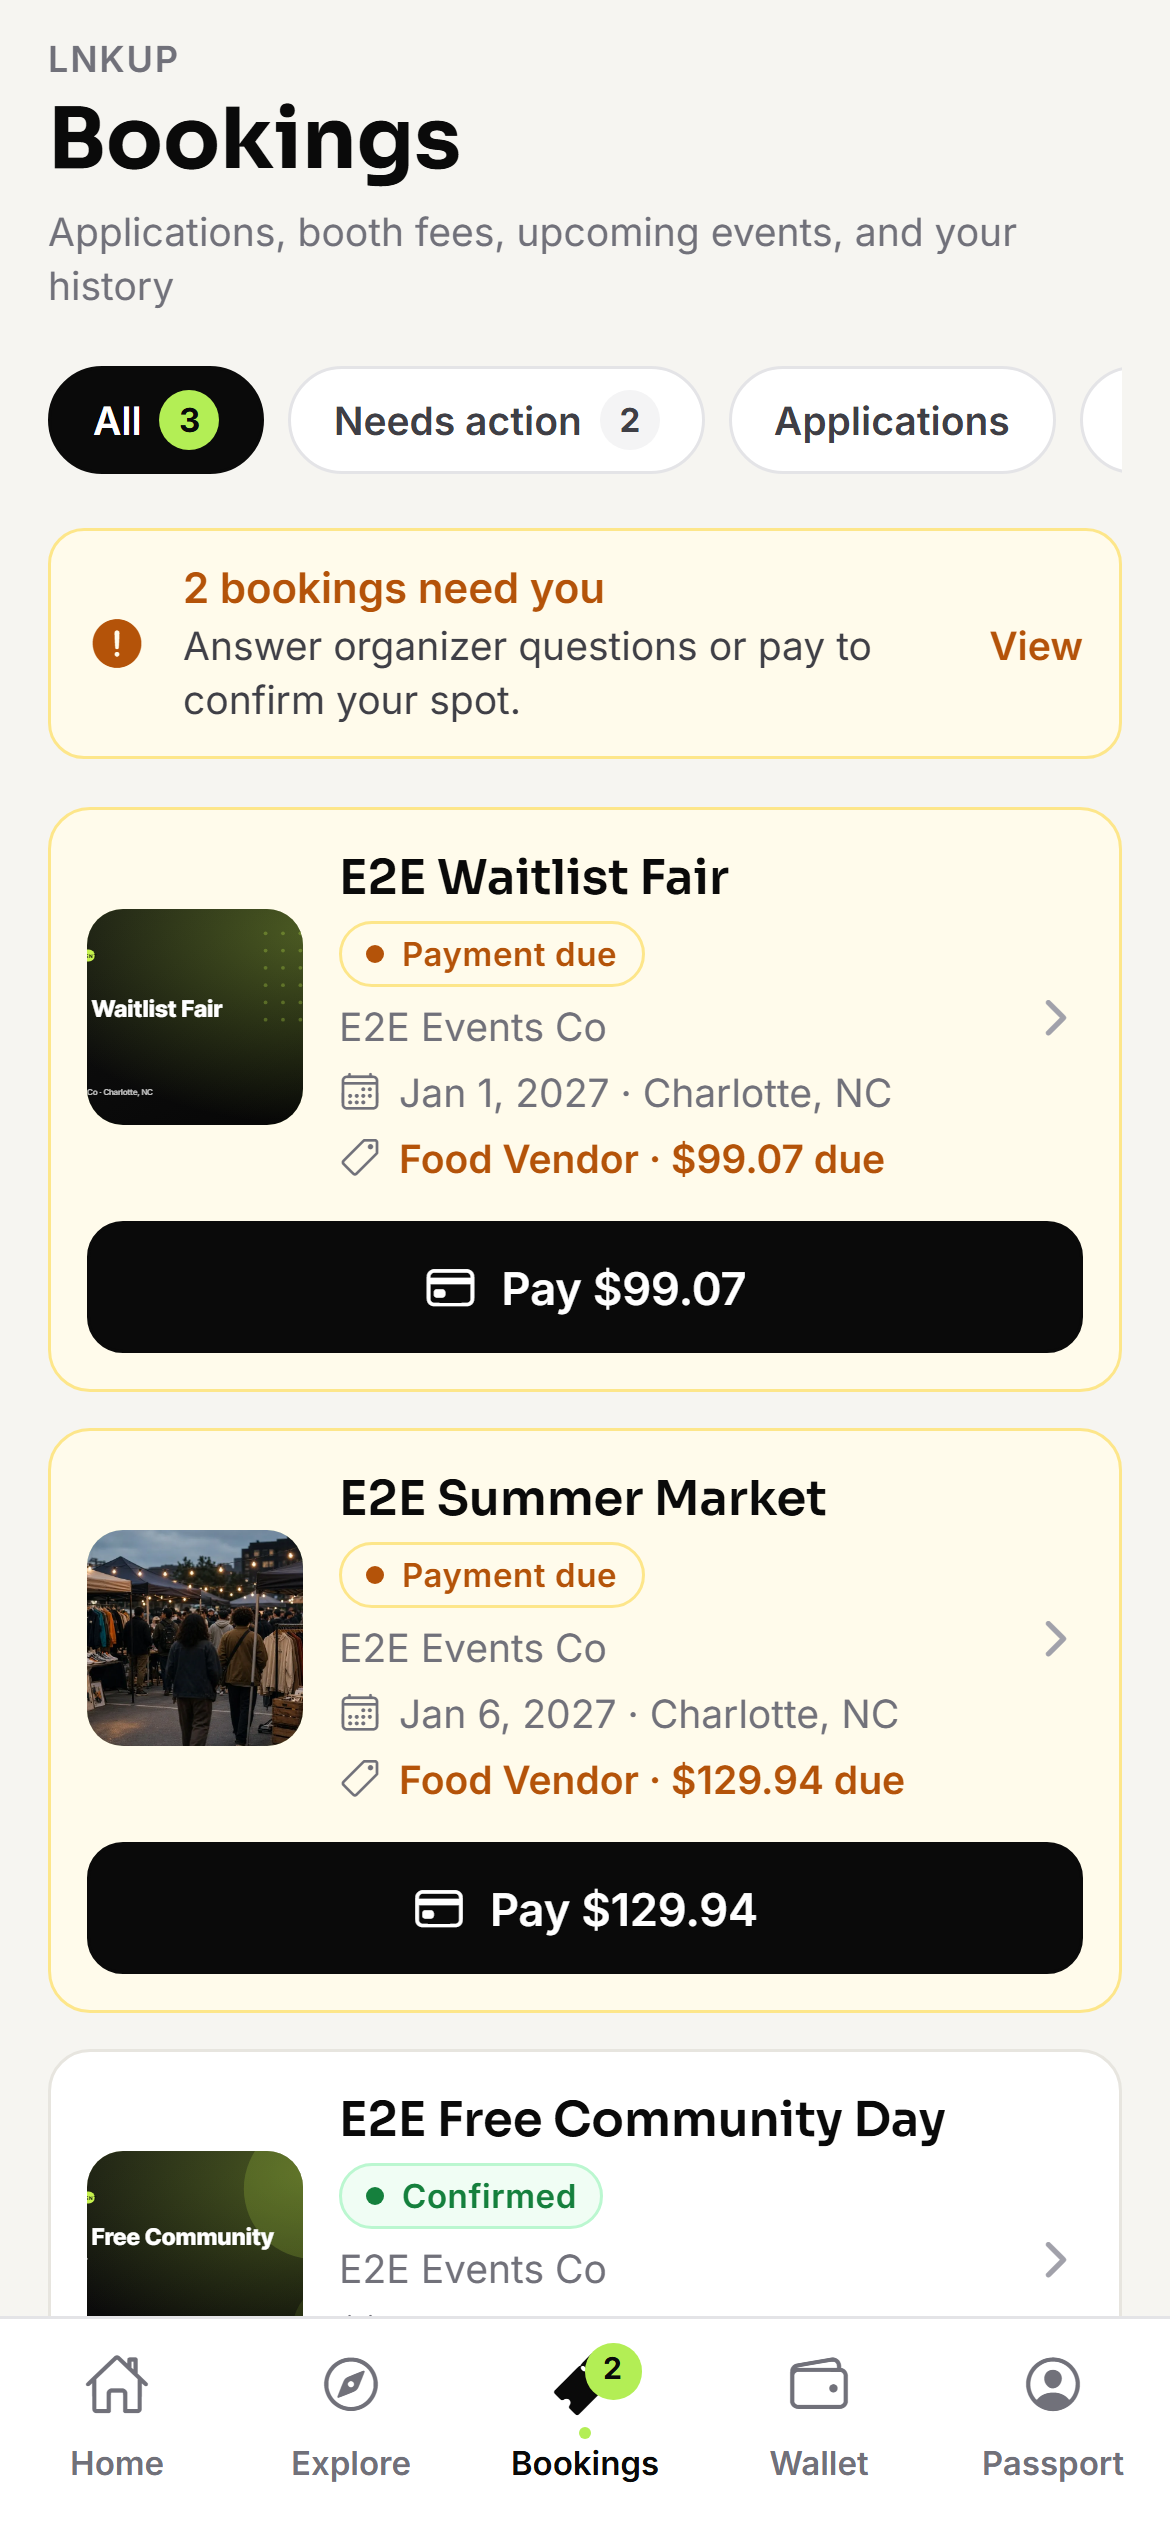 LNKUP
Bookings
Applications, booth fees, upcoming events, and your
history
All 3
Needs action 2
Applications
2 bookings need you
Answer organizer questions or pay to
confirm your spot.
View
E2E Waitlist Fair
Payment due
Waitlist Fair
Co · Charlotte, NC
E2E Events Co
Jan 1, 2027 · Charlotte, NC
Food Vendor · $99.07 due
Pay $99.07
E2E Summer Market
Payment due
E2E Events Co
Jan 6, 2027 · Charlotte, NC
Food Vendor · $129.94 due
Pay $129.94
E2E Free Community Day
Confirmed
Free Community
E2E Events Co
2
Home
Explore
Bookings
Wallet
Passport